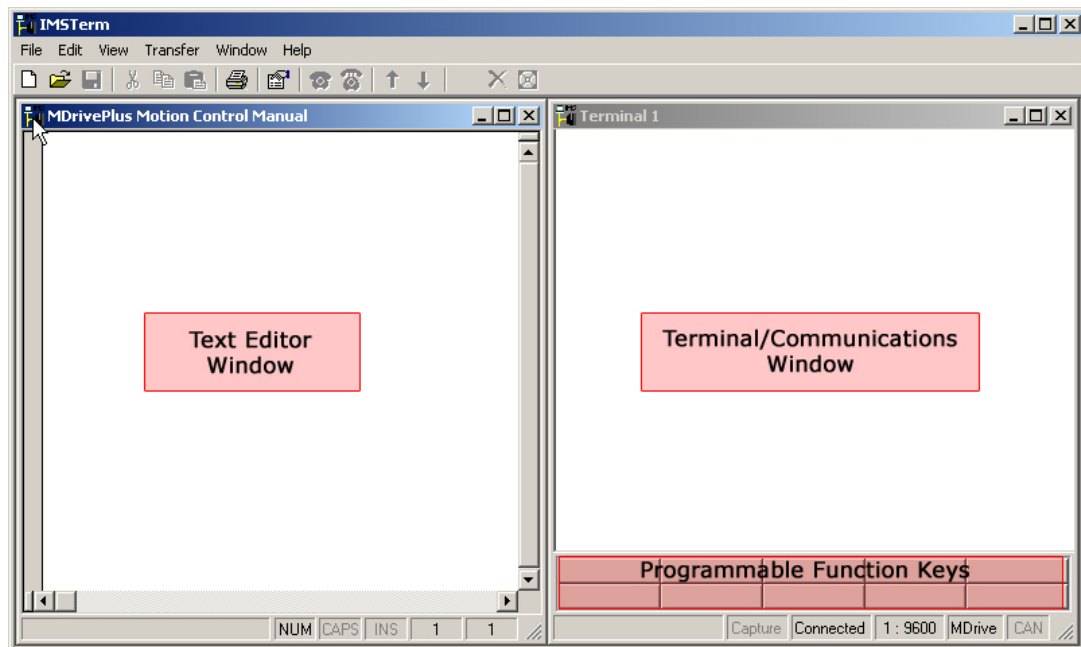 IMSTerm
File Edit View Transfer Window Help
MDrivePlus Motion Control Manual
Terminal 1
Text Editor
Window
Terminal/Communications
Window
Programmable Function Keys
NUM CAPS INS 1 1
Capture Connected 1 : 9600 MDrive CAN